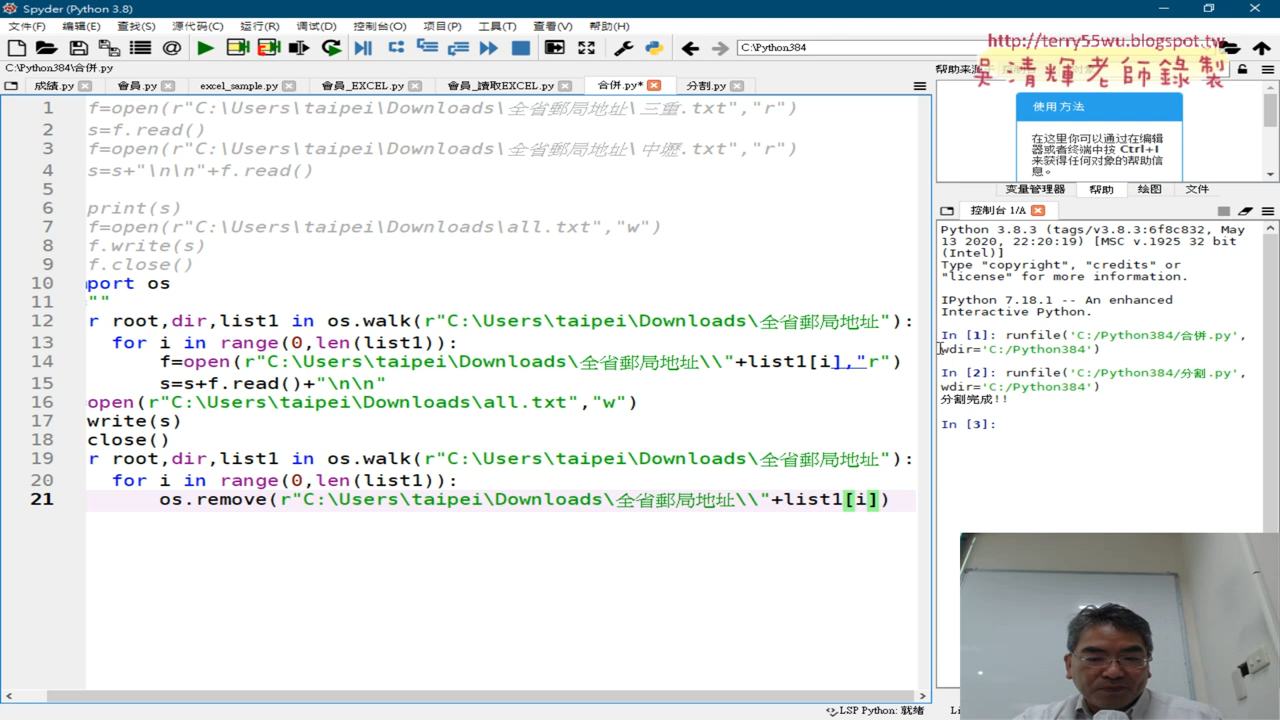 Spyder (Python 3.8)
文件(F) 编辑(E) 查找(S) 源代码(C) 运行(R) 调试(D) 控制台(O) 项目(P) 工具(T) 查看(V) 帮助(H)
C:\Python384
http://terry55wu.blogspot.tw
吳清輝老師錄製
C:\Python384\合併.py
成績.py 會員.py excel_sample.py 會員_EXCEL.py 會員_讀取EXCEL.py 合併.py* 分割.py
1 f=open(r"C:\Users\taipei\Downloads\全省郵局地址\三重.txt","r")
2 s=f.read()
3 f=open(r"C:\Users\taipei\Downloads\全省郵局地址\中壢.txt","r")
4 s=s+"\n\n"+f.read()
5
6 print(s)
7 f=open(r"C:\Users\taipei\Downloads\all.txt","w")
8 f.write(s)
9 f.close()
10 port os
11 ""
12 r root,dir,list1 in os.walk(r"C:\Users\taipei\Downloads\全省郵局地址"):
13 for i in range(0,len(list1)):
14 f=open(r"C:\Users\taipei\Downloads\全省郵局地址\\"+list1[i],"r")
15 s=s+f.read()+"\n\n"
16 open(r"C:\Users\taipei\Downloads\all.txt","w")
17 write(s)
18 close()
19 r root,dir,list1 in os.walk(r"C:\Users\taipei\Downloads\全省郵局地址"):
20 for i in range(0,len(list1)):
21 os.remove(r"C:\Users\taipei\Downloads\全省郵局地址\\"+list1[i])
帮助来源
使用方法
在这里你可以通过在编辑
器或者终端中按 Ctrl+I
来获得任何对象的帮助信
息。
变量管理器 帮助 绘图 文件
控制台 1/A
Python 3.8.3 (tags/v3.8.3:6f8c832, May
13 2020, 22:20:19) [MSC v.1925 32 bit
(Intel)]
Type "copyright", "credits" or
"license" for more information.
IPython 7.18.1 -- An enhanced
Interactive Python.
In [1]: runfile('C:/Python384/合併.py',
wdir='C:/Python384')
In [2]: runfile('C:/Python384/分割.py',
wdir='C:/Python384')
分割完成!!
In [3]:
LSP Python: 就绪